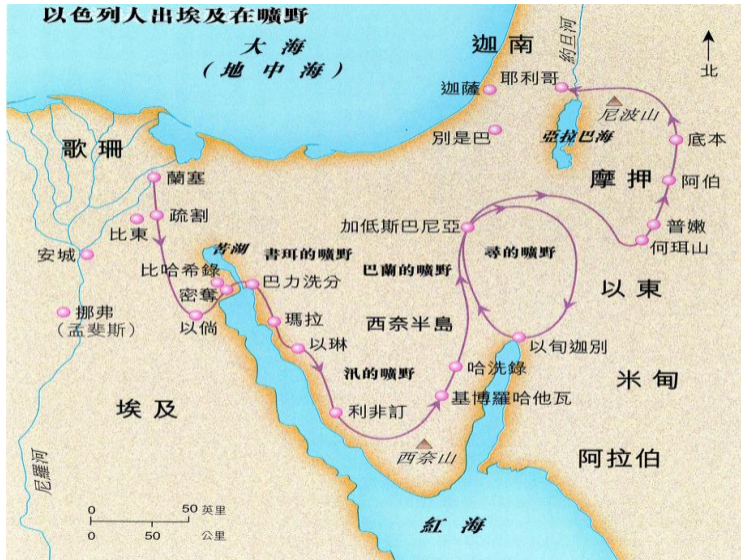 以色列人出埃及在曠野
大海
(地中海)
迦南
約旦河
北
迦薩
耶利哥
尼波山
別是巴
亞拉巴海
底本
歌珊
蘭塞
摩押
阿伯
疏割
比東
加低斯巴尼亞
普嫩
何珥山
安城
苦湖
書珥的曠野
尋的曠野
比哈希錄
巴力洗分
巴蘭的曠野
密奪
以東
挪弗
(孟斐斯)
以倘
瑪拉
西奈半島
以琳
以旬迦別
汛的曠野
哈洗錄
米甸
埃及
利非訂
基博羅哈他瓦
西奈山
阿拉伯
尼羅河
0 50 英里
0 50 公里
紅海